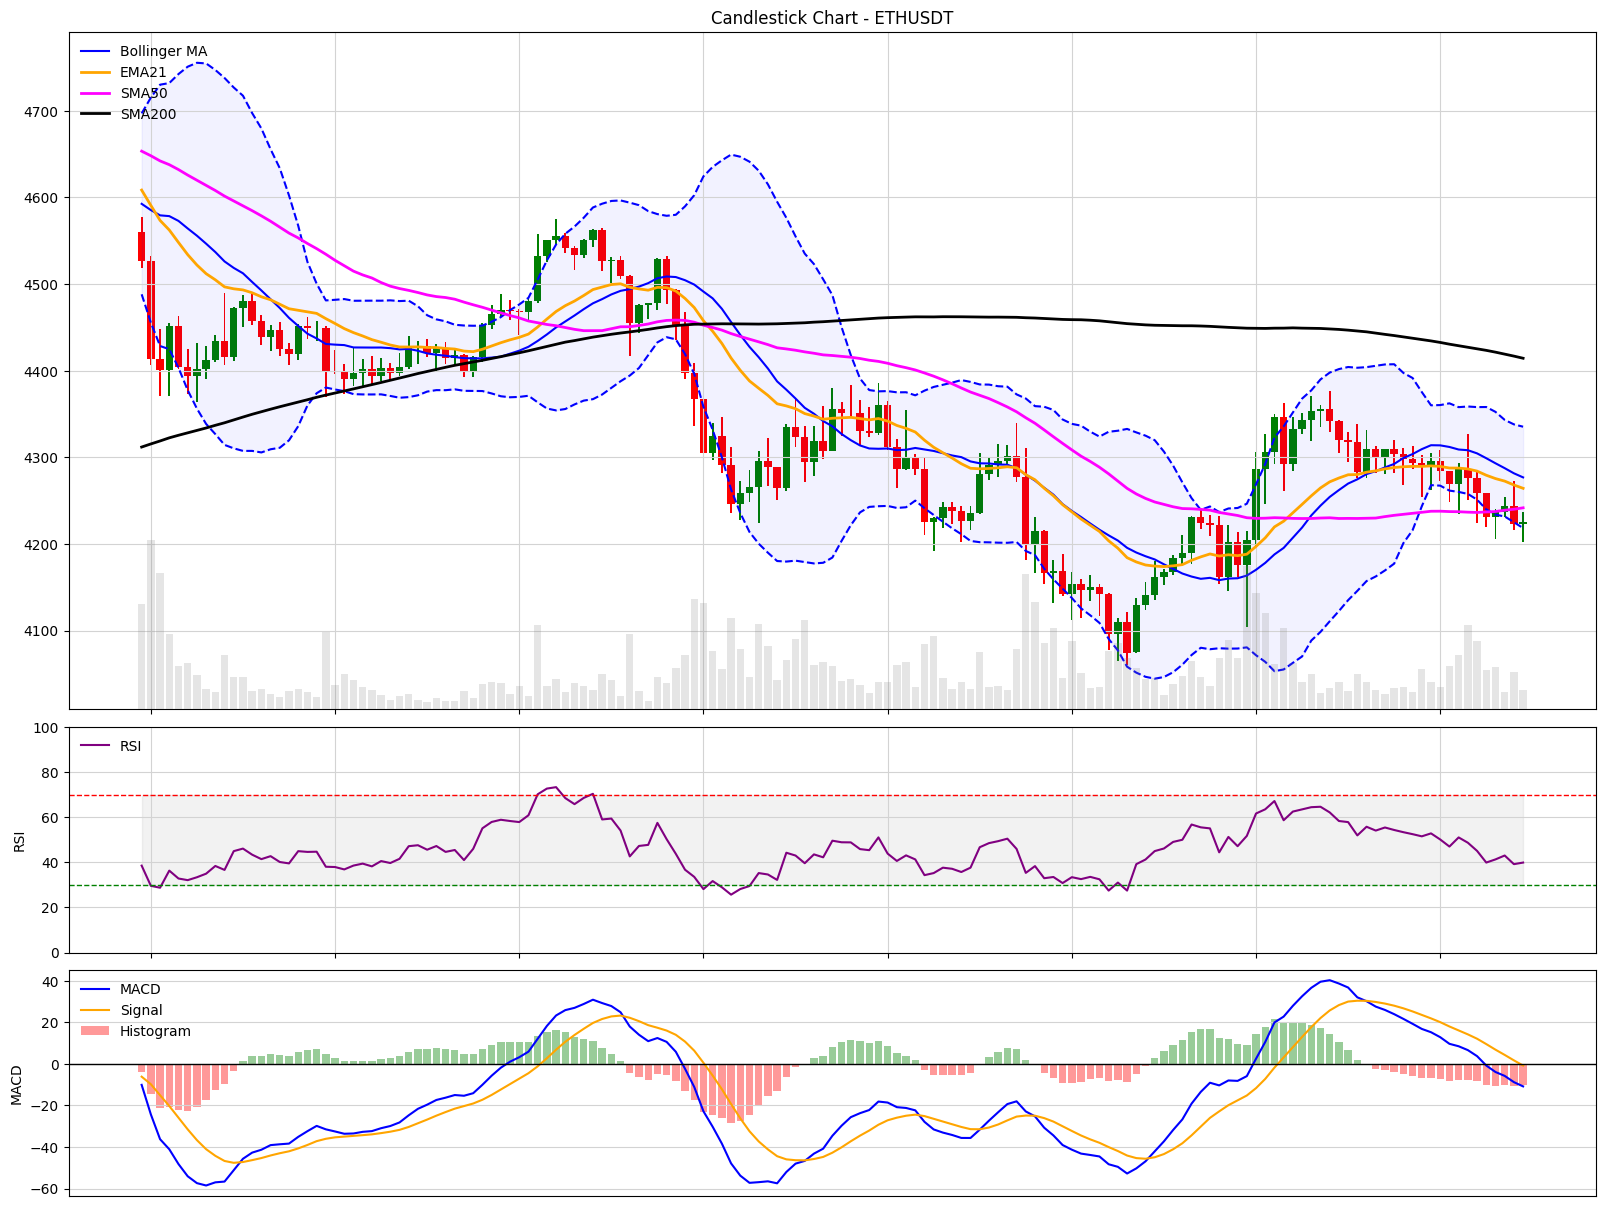 Candlestick Chart - ETHUSDT
Bollinger MA
EMA21
SMA50
SMA200
4700
4600
4500
4400
4300
4200
4100
RSI
100
80
60
40
20
0
RSI
MACD
Signal
Histogram
40
20
0
−20
−40
−60
MACD